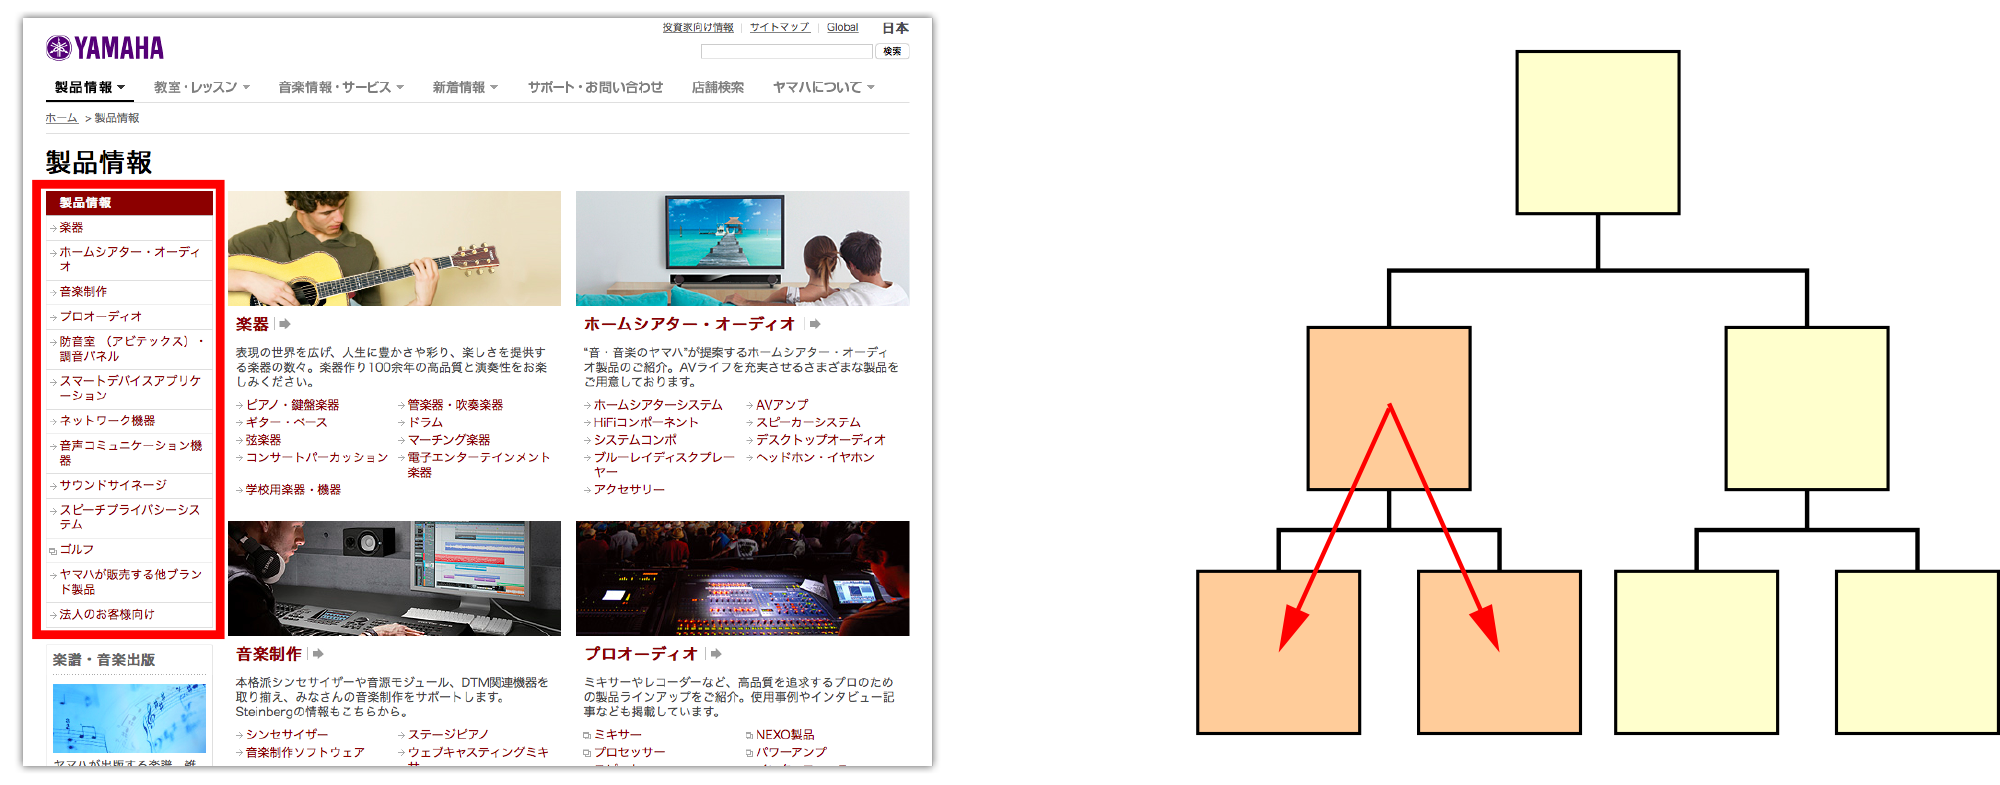 投資家向け情報 サイトマップ Global 日本
YAMAHA
検索
製品情報 教室・レッスン 音楽情報・サービス 新着情報 サポート・お問い合わせ 店舗検索 ヤマハについて
ホーム > 製品情報
製品情報
製品情報
楽器
ホームシアター・オーディ
オ
音楽制作
プロオーディオ
防音室 (アビテックス)・
調音パネル
スマートデバイスアプリケ
ーション
ネットワーク機器
音声コミュニケーション機
器
サウンドサイネージ
スピーチプライバシーシス
テム
ゴルフ
ヤマハが販売する他ブラン
ド製品
法人のお客様向け
楽譜・音楽出版
楽器
表現の世界を広げ、人生に豊かさや彩り、楽しさを提供す
る楽器の数々。楽器作り100余年の高品質と演奏性をお楽
しみください。
ピアノ・鍵盤楽器 管楽器・吹奏楽器
ギター・ベース ドラム
弦楽器 マーチング楽器
コンサートパーカッション 電子エンターテインメント
楽器
学校用楽器・機器
ホームシアター・オーディオ
“音・音楽のヤマハ”が提案するホームシアター・オーディ
オ製品のご紹介。AVライフを充実させるさまざまな製品を
ご用意しております。
ホームシアターシステム AVアンプ
HiFiコンポーネント スピーカーシステム
システムコンポ デスクトップオーディオ
ブルーレイディスクプレー ヘッドホン・イヤホン
ヤー
アクセサリー
音楽制作
本格派シンセサイザーや音源モジュール、DTM関連機器を
取り揃え、みなさんの音楽制作をサポートします。
Steinbergの情報もこちらから。
シンセサイザー ステージピアノ
音楽制作ソフトウェア ウェブキャスティングミキ
プロオーディオ
ミキサーやレコーダーなど、高品質を追求するプロのため
の製品ラインアップをご紹介。使用事例やインタビュー記
事なども掲載しています。
ミキサー NEXO製品
プロセッサー パワーアンプ